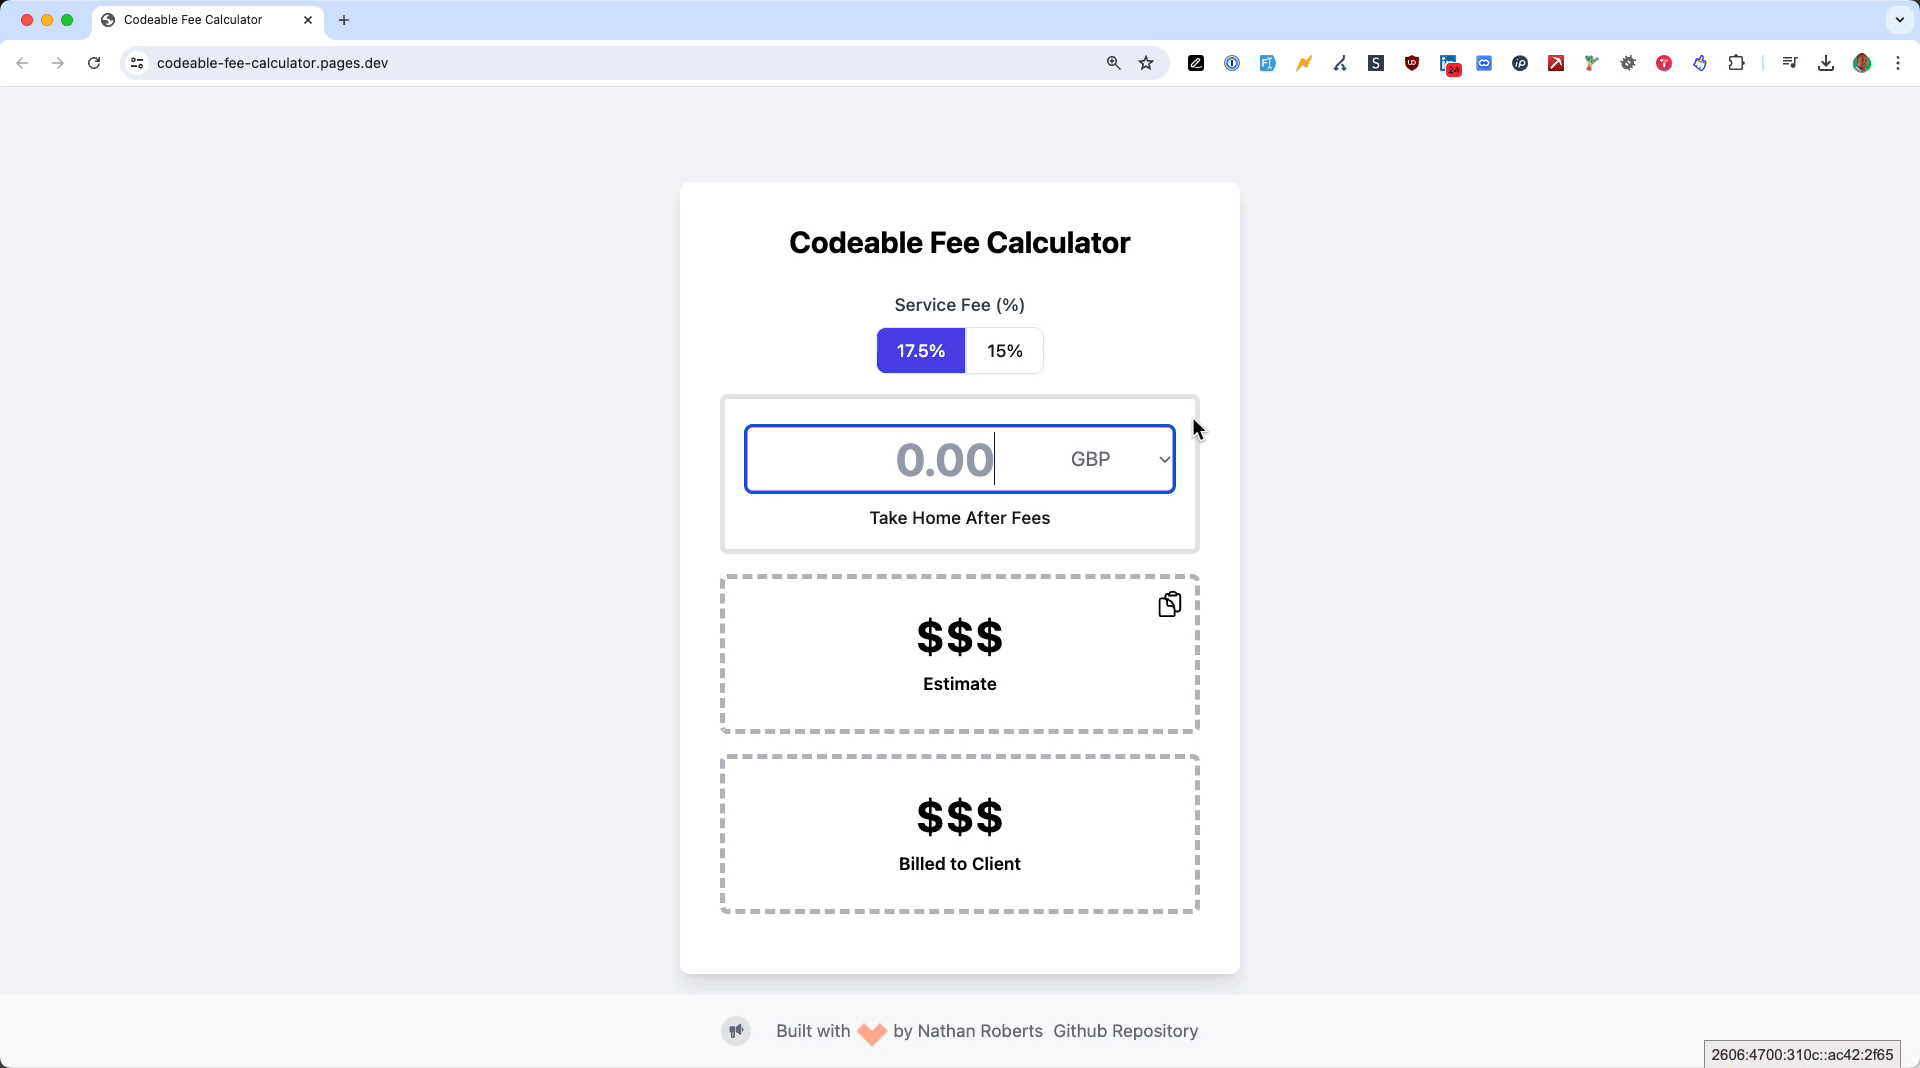 Codeable Fee Calculator
codeable-fee-calculator.pages.dev
24
Codeable Fee Calculator
Service Fee (%)
17.5% 15%
0.00 GBP
Take Home After Fees
$$$
Estimate
$$$
Billed to Client
Built with by Nathan Roberts Github Repository
2606:4700:310c::ac42:2f65